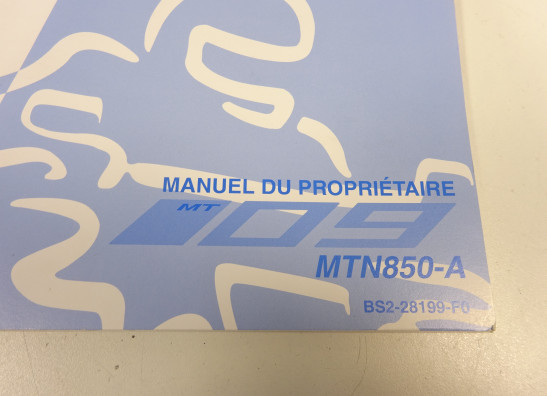 MANUEL DU PROPRIÉTAIRE
MT 09
MTN850-A
BS2-28199-F0